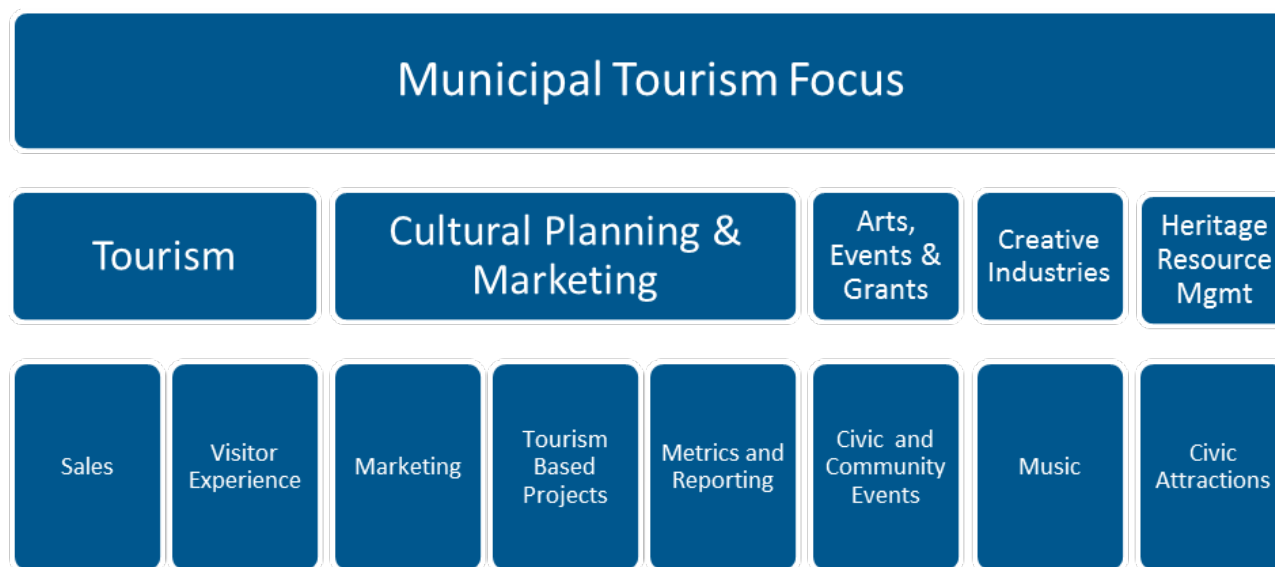 Municipal Tourism Focus
Tourism
Cultural Planning &
Marketing
Arts,
Events &
Grants
Creative
Industries
Heritage
Resource
Mgmt
Sales
Visitor
Experience
Marketing
Tourism
Based
Projects
Metrics and
Reporting
Civic and
Community
Events
Music
Civic
Attractions